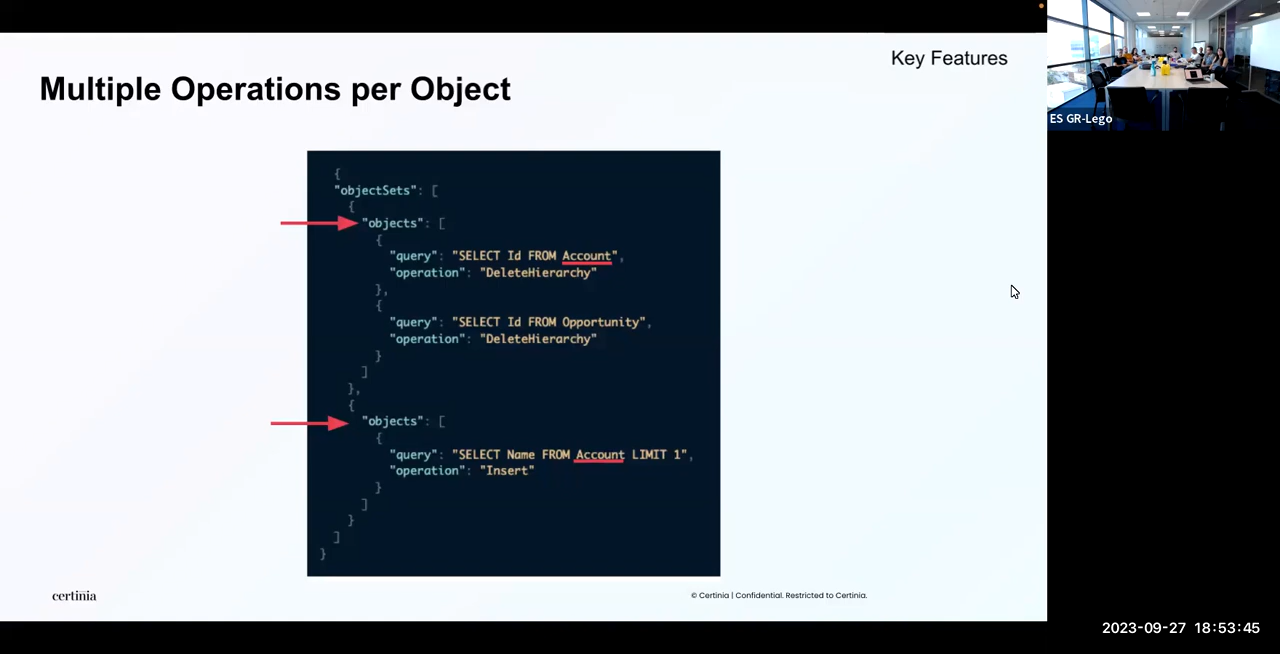 Key Features
Multiple Operations per Object
{
"objectSets": [
{
"objects": [
{
"query": "SELECT Id FROM Account",
"operation": "DeleteHierarchy"
},
{
"query": "SELECT Id FROM Opportunity",
"operation": "DeleteHierarchy"
}
]
},
{
"objects": [
{
"query": "SELECT Name FROM Account LIMIT 1",
"operation": "Insert"
}
]
}
]
}
certinia
© Certinia | Confidential. Restricted to Certinia.
ES GR-Lego
2023-09-27 18:53:45